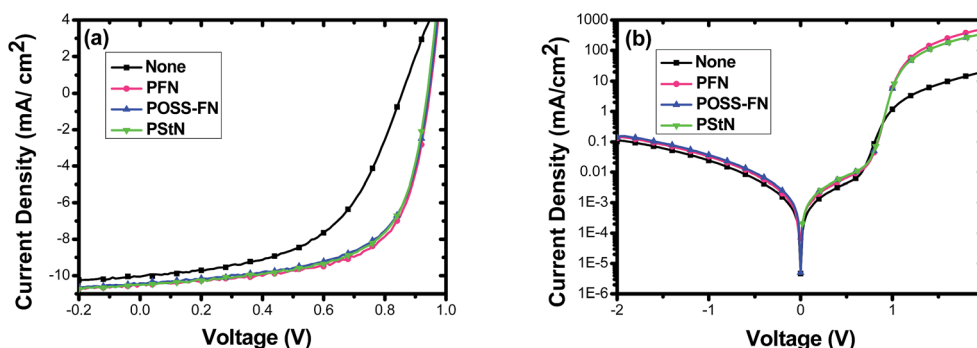 (a)
None
PFN
POSS-FN
PStN
Current Density (mA/ cm2)
4
2
0
-2
-4
-6
-8
-10
-0.2 0.0 0.2 0.4 0.6 0.8 1.0
Voltage (V)
(b)
None
PFN
POSS-FN
PStN
Current Density (mA/cm2)
1000
100
10
1
0.1
0.01
1E-3
1E-4
1E-5
1E-6
-2 -1 0 1
Voltage (V)